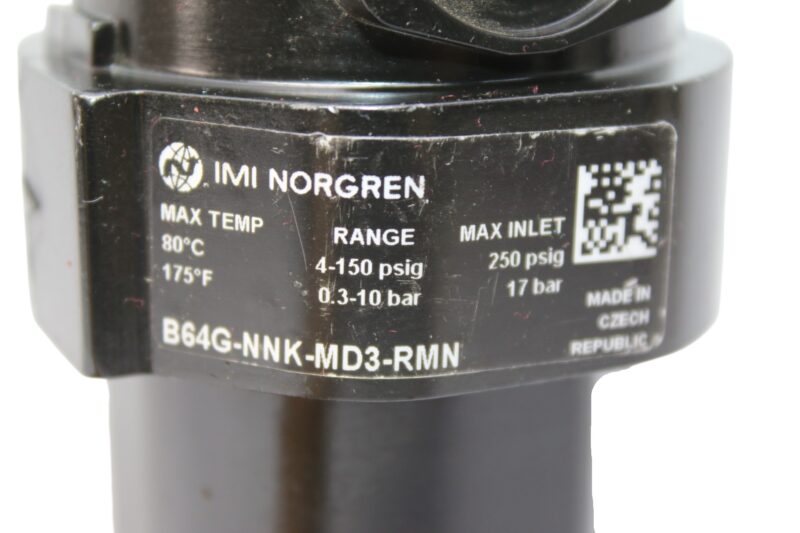 IMI NORGREN
MAX TEMP
80°C
175°F
RANGE
4-150 psig
0.3-10 bar
MAX INLET
250 psig
17 bar
MADE IN
CZECH
REPUBLIC
B64G-NNK-MD3-RMN